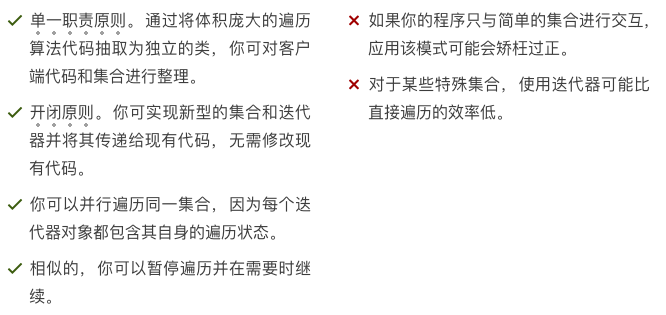 单一职责原则。通过将体积庞大的遍历
算法代码抽取为独立的类，你可对客户
端代码和集合进行整理。
开闭原则。你可实现新型的集合和迭代
器并将其传递给现有代码，无需修改现
有代码。
你可以并行遍历同一集合，因为每个迭
代器对象都包含其自身的遍历状态。
相似的，你可以暂停遍历并在需要时继
续。
如果你的程序只与简单的集合进行交互，
应用该模式可能会矫枉过正。
对于某些特殊集合，使用迭代器可能比
直接遍历的效率低。